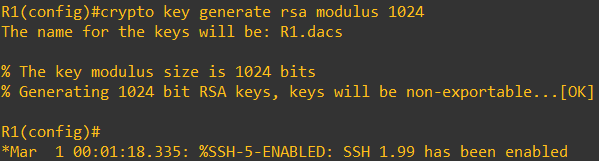 R1(config)#crypto key generate rsa modulus 1024
The name for the keys will be: R1.dacs
% The key modulus size is 1024 bits
% Generating 1024 bit RSA keys, keys will be non-exportable...[OK]
R1(config)#
*Mar  1 00:01:18.335: %SSH-5-ENABLED: SSH 1.99 has been enabled